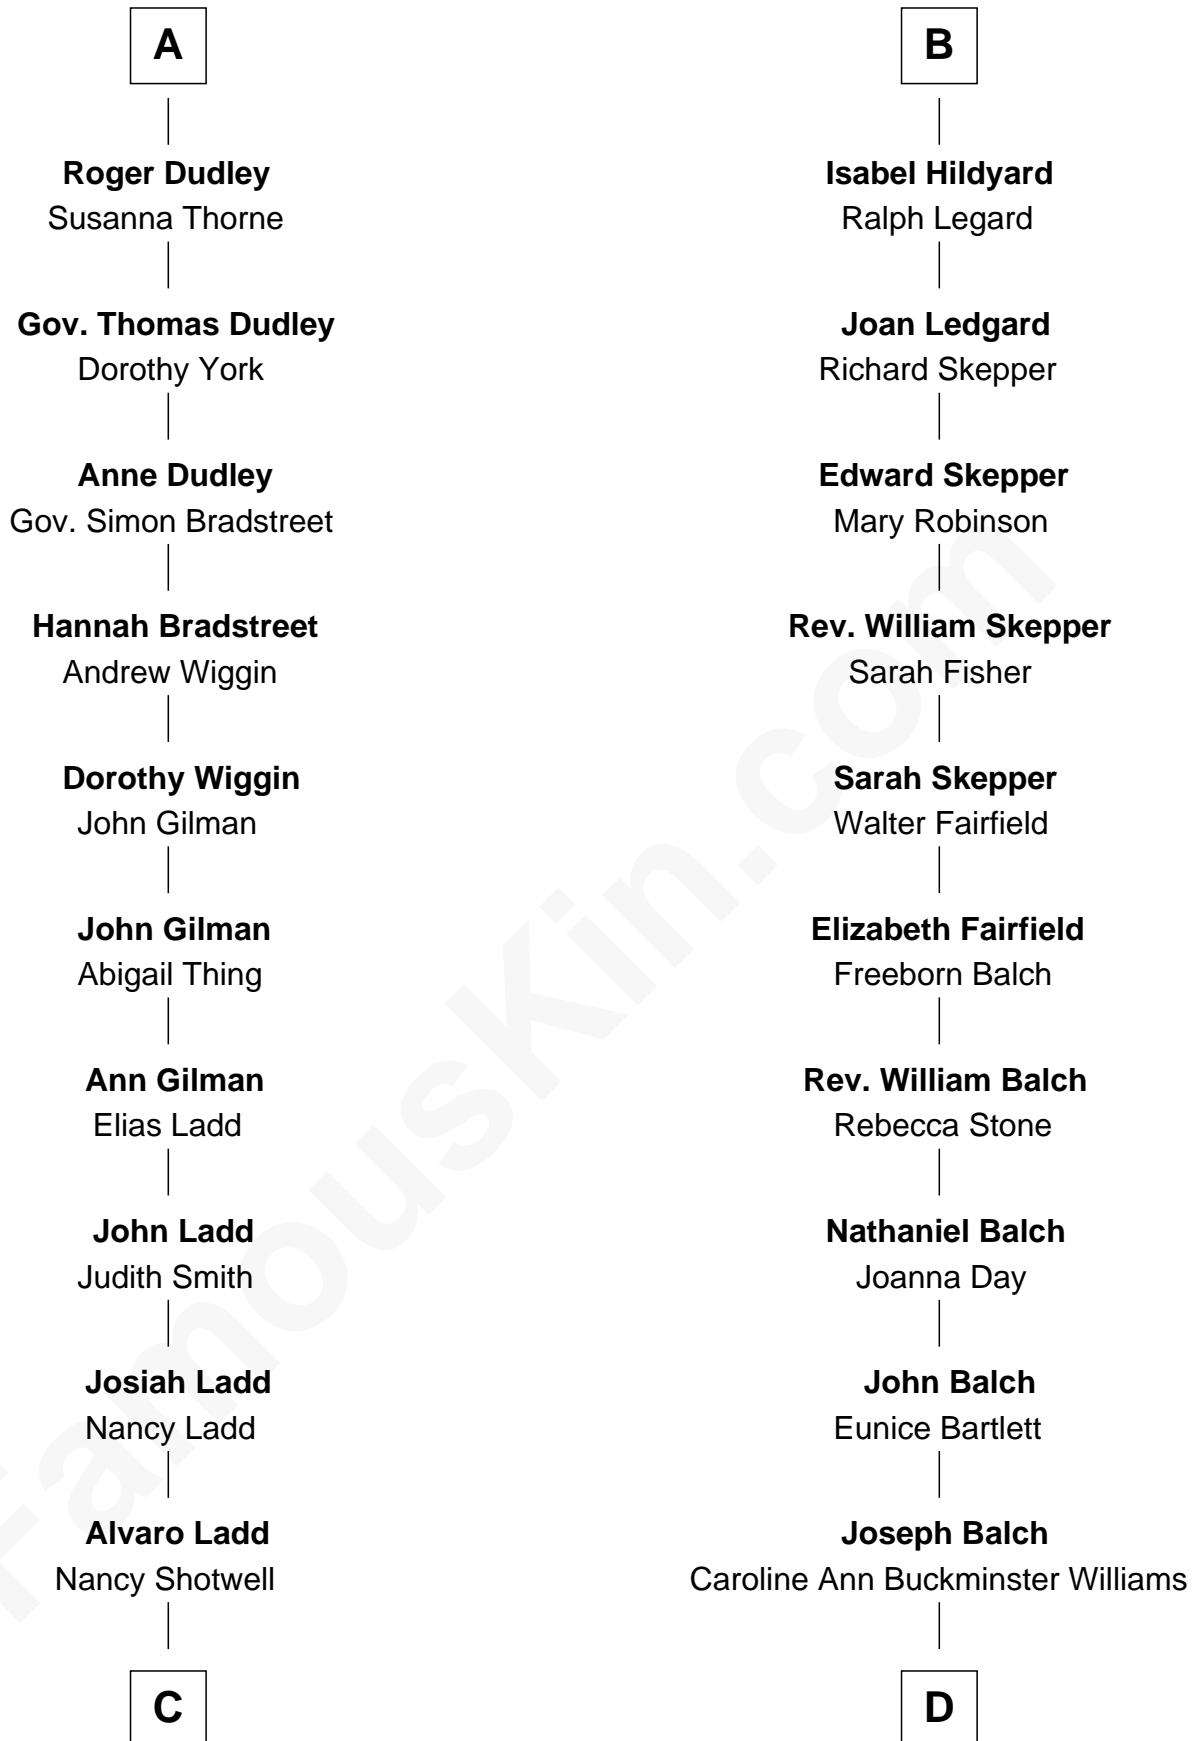 A
Roger Dudley
Susanna Thorne
Gov. Thomas Dudley
Dorothy York
Anne Dudley
Gov. Simon Bradstreet
Hannah Bradstreet
Andrew Wiggin
Dorothy Wiggin
John Gilman
John Gilman
Abigail Thing
Ann Gilman
Elias Ladd
John Ladd
Judith Smith
Josiah Ladd
Nancy Ladd
Alvaro Ladd
Nancy Shotwell
C
B
Isabel Hildyard
Ralph Legard
Joan Ledgard
Richard Skepper
Edward Skepper
Mary Robinson
Rev. William Skepper
Sarah Fisher
Sarah Skepper
Walter Fairfield
Elizabeth Fairfield
Freeborn Balch
Rev. William Balch
Rebecca Stone
Nathaniel Balch
Joanna Day
John Balch
Eunice Bartlett
Joseph Balch
Caroline Ann Buckminster Williams
D
FamousKin.com